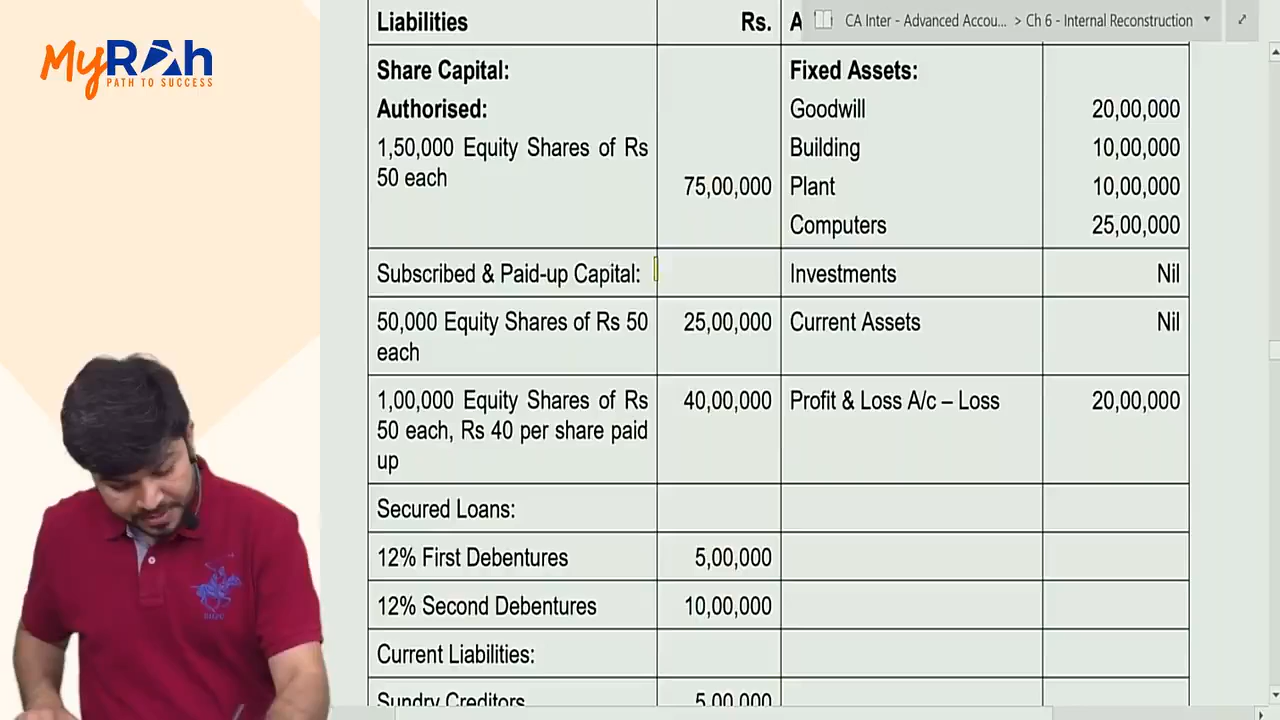 MyRAh
PATH TO SUCCESS
CA Inter - Advanced Accou... > Ch 6 - Internal Reconstruction
Liabilities Rs. A
Share Capital: Fixed Assets:
Authorised: Goodwill 20,00,000
1,50,000 Equity Shares of Rs Building 10,00,000
50 each 75,00,000 Plant 10,00,000
Computers 25,00,000
Subscribed & Paid-up Capital: Investments Nil
50,000 Equity Shares of Rs 50 25,00,000 Current Assets Nil
each
1,00,000 Equity Shares of Rs 40,00,000 Profit & Loss A/c – Loss 20,00,000
50 each, Rs 40 per share paid
up
Secured Loans:
12% First Debentures 5,00,000
12% Second Debentures 10,00,000
Current Liabilities:
Sundry Creditors 5,00,000